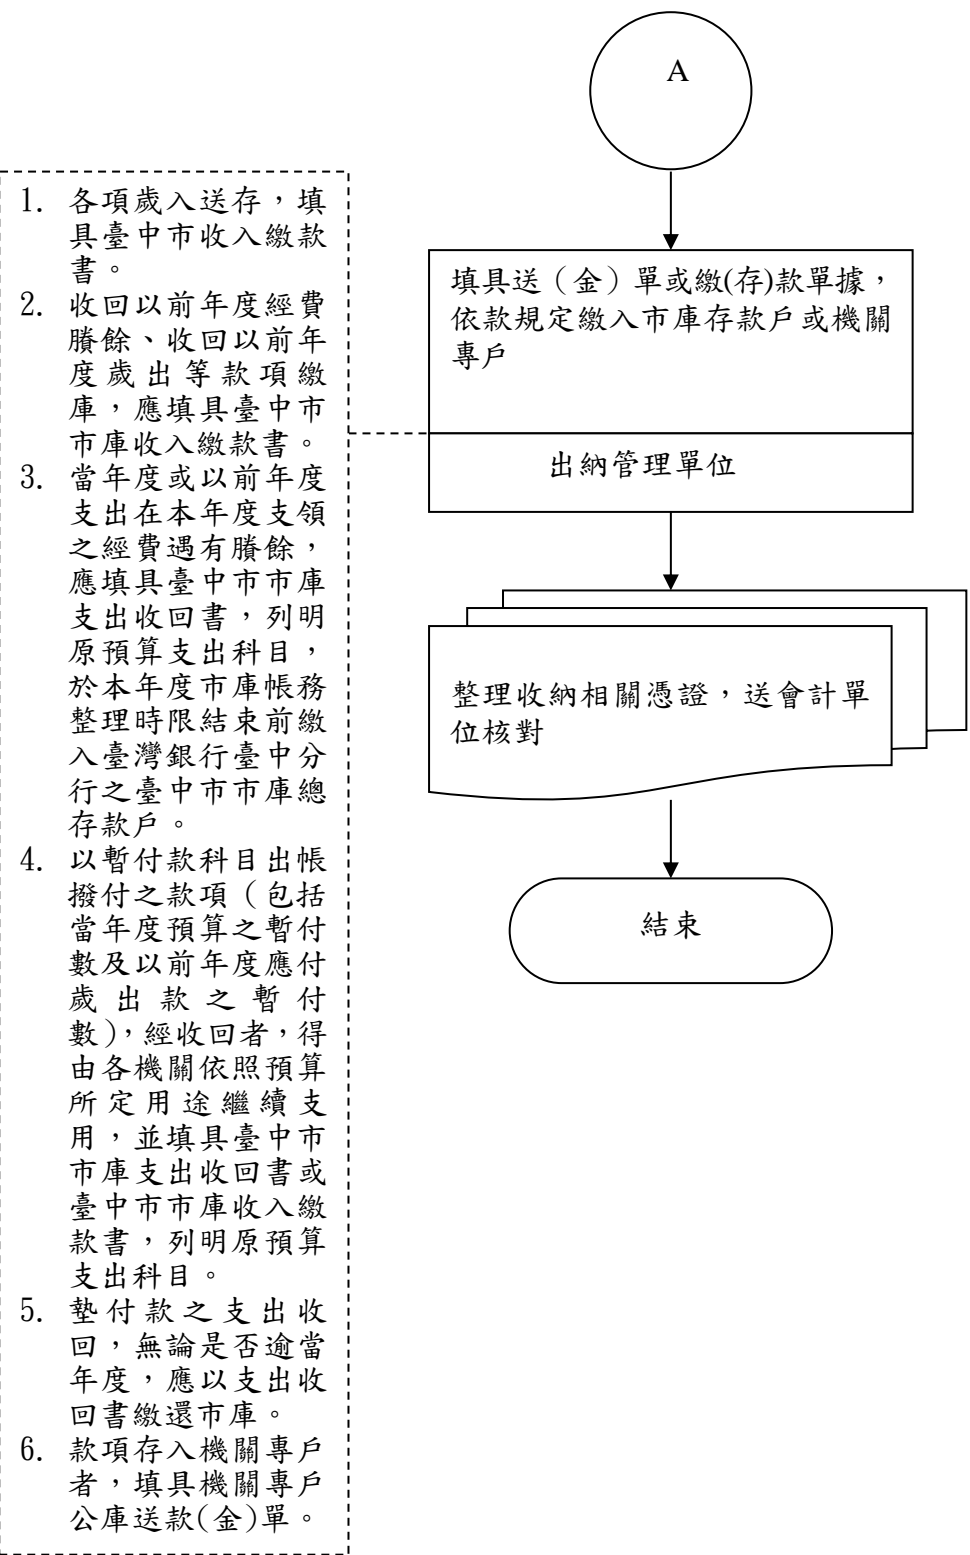 A
1. 各項歲入送存，填
具臺中市收入繳款
書。
2. 收回以前年度經費
賸餘、收回以前年
度歲出等款項繳
庫，應填具臺中市
市庫收入繳款書。
3. 當年度或以前年度
支出在本年度支領
之經費遇有賸餘，
應填具臺中市市庫
支出收回書，列明
原預算支出科目，
於本年度市庫帳務
整理時限結束前繳
入臺灣銀行臺中分
行之臺中市市庫總
存款戶。
4. 以暫付款科目出帳
撥付之款項（包括
當年度預算之暫付
數及以前年度應付
歲出款之暫付
數），經收回者，得
由各機關依照預算
所定用途繼續支
用，並填具臺中市
市庫支出收回書或
臺中市市庫收入繳
款書，列明原預算
支出科目。
5. 墊付款之支出收
回，無論是否逾當
年度，應以支出收
回書繳還市庫。
6. 款項存入機關專戶
者，填具機關專戶
公庫送款(金)單。
填具送（金）單或繳(存)款單據，
依款規定繳入市庫存款戶或機關
專戶
出納管理單位
整理收納相關憑證，送會計單
位核對
結束